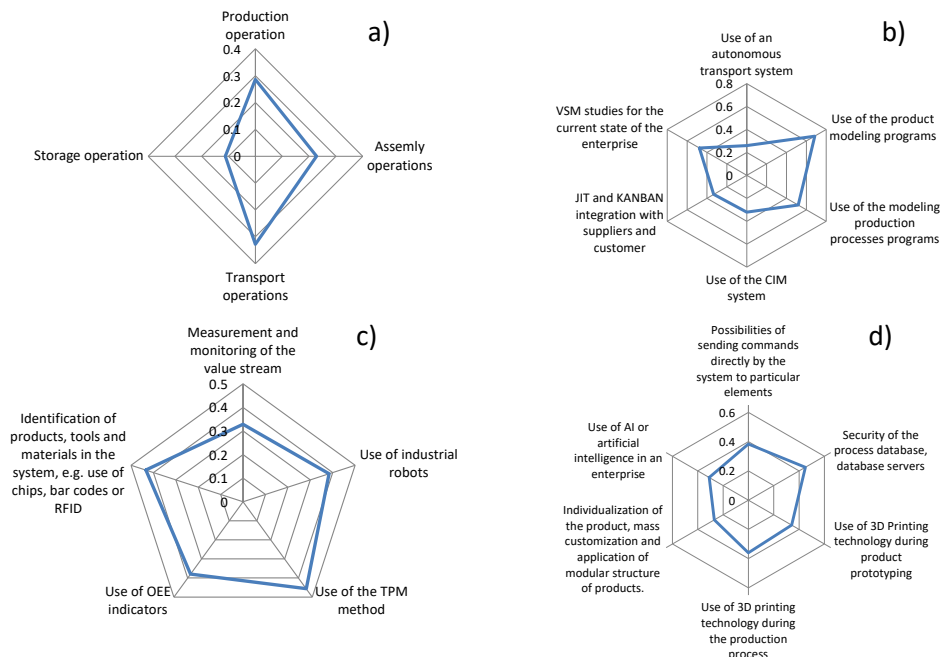 a)
Production
operation
0.4
0.3
0.2
0.1
0
Storage operation
Assemly
operations
Transport
operations
b)
Use of an
autonomous
transport system
0.8
0.6
0.4
0.2
0
VSM studies for the
current state of the
enterprise
Use of the product
modeling programs
JIT and KANBAN
integration with
suppliers and
customer
Use of the modeling
production
processes programs
Use of the CIM
system
c)
Measurement and
monitoring of the
value stream
0.5
0.4
0.3
0.2
0.1
0
Identification of
products, tools and
materials in the
system, e.g. use of
chips, bar codes or
RFID
Use of industrial
robots
Use of OEE
indicators
Use of the TPM
method
d)
Possibilities of
sending commands
directly by the
system to particular
elements
0.6
0.4
0.2
0
Use of AI or
artificial
intelligence in an
enterprise
Security of the
process database,
database servers
Individualization of
the product, mass
customization and
application of
modular structure
of products.
Use of 3D Printing
technology during
product
prototyping
Use of 3D printing
technology during
the production
process